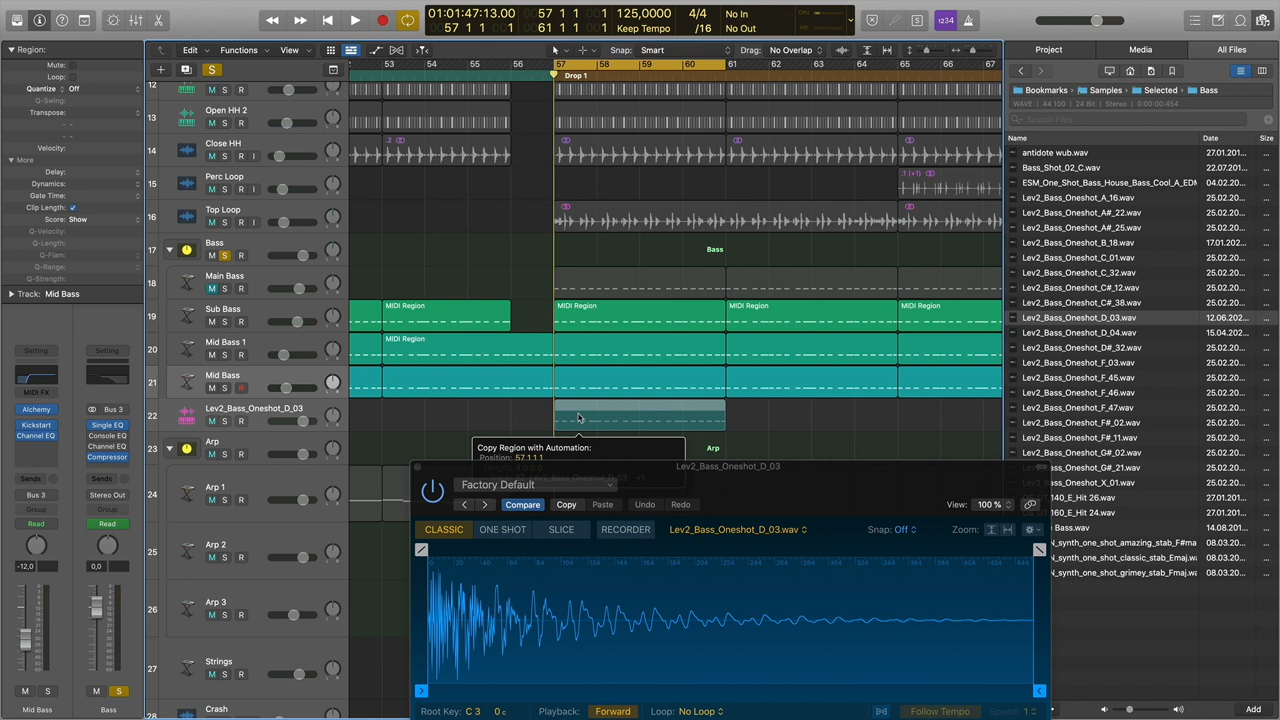 01:01:47:13.00
57 1 1 1
57 1 1 1
61 1 1 1
125,0000
Keep Tempo
4/4
/16
No In
No Out
CPU
1234
Region:
Mute:
Loop:
Quantize
Off
Q-Swing:
Transpose:
Velocity:
More
Delay:
Dynamics:
Gate Time:
Clip Length:
Score: Show
Q-Velocity:
Q-Length:
Q-Flam:
Q-Range:
Q-Strength:
Track: Mid Bass
Setting
Setting
MIDI FX
Alchemy
Bus 3
Kickstart
Channel EQ
Single EQ
Console EQ
Channel EQ
Compressor
Sends
Sends
Bus 3
Stereo Out
Group
Group
Read
Read
-12,0
0,0
M S
M S
Mid Bass
Bass
Edit
Functions
View
Snap: Smart
Drag: No Overlap
S
53 54 55 56 57 58 59 60 61 62 63 64 65 66 67
Drop 1
12
M S R
13
Open HH 2
M S R
14
Close HH
M S R I
15
Perc Loop
M S R I
.1 (+1)
16
Top Loop
M S R I
17
Bass
M S R
Bass
18
Main Bass
M S R
19
Sub Bass
M S R
MIDI Region
MIDI Region
MIDI Region
MIDI Region
20
Mid Bass 1
M S R
MIDI Region
21
Mid Bass
M S R
22
Lev2_Bass_Oneshot_D_03
M S R
23
Arp
M S R
Arp
Copy Region with Automation:
Position: 57 1 1 1
24
Arp 1
M S R
25
Arp 2
M S R
26
Arp 3
M S R
27
Strings
M S R
28
Crash
Lev2_Bass_Oneshot_D_03
Factory Default
Compare
Copy
Paste
Undo
Redo
View: 100 %
CLASSIC
ONE SHOT
SLICE
RECORDER
Lev2_Bass_Oneshot_D_03.wav
Snap: Off
Zoom:
Root Key: C 3 0 c
Playback: Forward
Loop: No Loop
Follow Tempo
Speed: 1
Project
Media
All Files
Bookmarks
Samples
Selected
Bass
WAVE | 44 100 | 24 Bit | Stereo | 0:00:00:454
Search Files
Name
Date
Size
antidote wub.wav 27.01.201... ...
Bass_Shot_02_C.wav 22.07.201... ...
ESM_One_Shot_Bass_House_Bass_Cool_A_EDM 04.02.20... ...
Lev2_Bass_Oneshot_A_16.wav 25.02.20... ...
Lev2_Bass_Oneshot_A#_22.wav 25.02.20... ...
Lev2_Bass_Oneshot_A#_25.wav 25.02.20... ...
Lev2_Bass_Oneshot_B_18.wav 17.01.202... ...
Lev2_Bass_Oneshot_C_01.wav 25.02.20... ...
Lev2_Bass_Oneshot_C_32.wav 25.02.20... ...
Lev2_Bass_Oneshot_C#_12.wav 25.02.20... ...
Lev2_Bass_Oneshot_C#_38.wav 25.02.20... ...
Lev2_Bass_Oneshot_D_03.wav 12.06.202... ...
Lev2_Bass_Oneshot_D_04.wav 15.04.202... ...
Lev2_Bass_Oneshot_D#_32.wav 25.02.20... ...
Lev2_Bass_Oneshot_F_03.wav 25.02.20... ...
Lev2_Bass_Oneshot_F_45.wav 25.02.20... ...
Lev2_Bass_Oneshot_F_46.wav 25.02.20... ...
Lev2_Bass_Oneshot_F_47.wav 25.02.20... ...
Lev2_Bass_Oneshot_F#_02.wav 25.02.20... ...
Lev2_Bass_Oneshot_F#_11.wav 25.02.20... ...
Lev2_Bass_Oneshot_G_06.wav 25.02.20... ...
Lev2_Bass_Oneshot_G#_21.wav 25.02.20... ...
Lev2_Bass_Oneshot_X_01.wav 25.02.20... ...
140_E_Hit 26.wav 27.01.201... ...
160_E_Hit 24.wav 27.01.201... ...
Bass.wav 14.08.201... ...
N_synth_one_shot_amazing_stab_F#ma 08.03.20... ...
N_synth_one_shot_classic_stab_Emaj.wa 08.03.20... ...
N_synth_one_shot_grimey_stab_Fmaj.wa 08.03.20... ...
Add